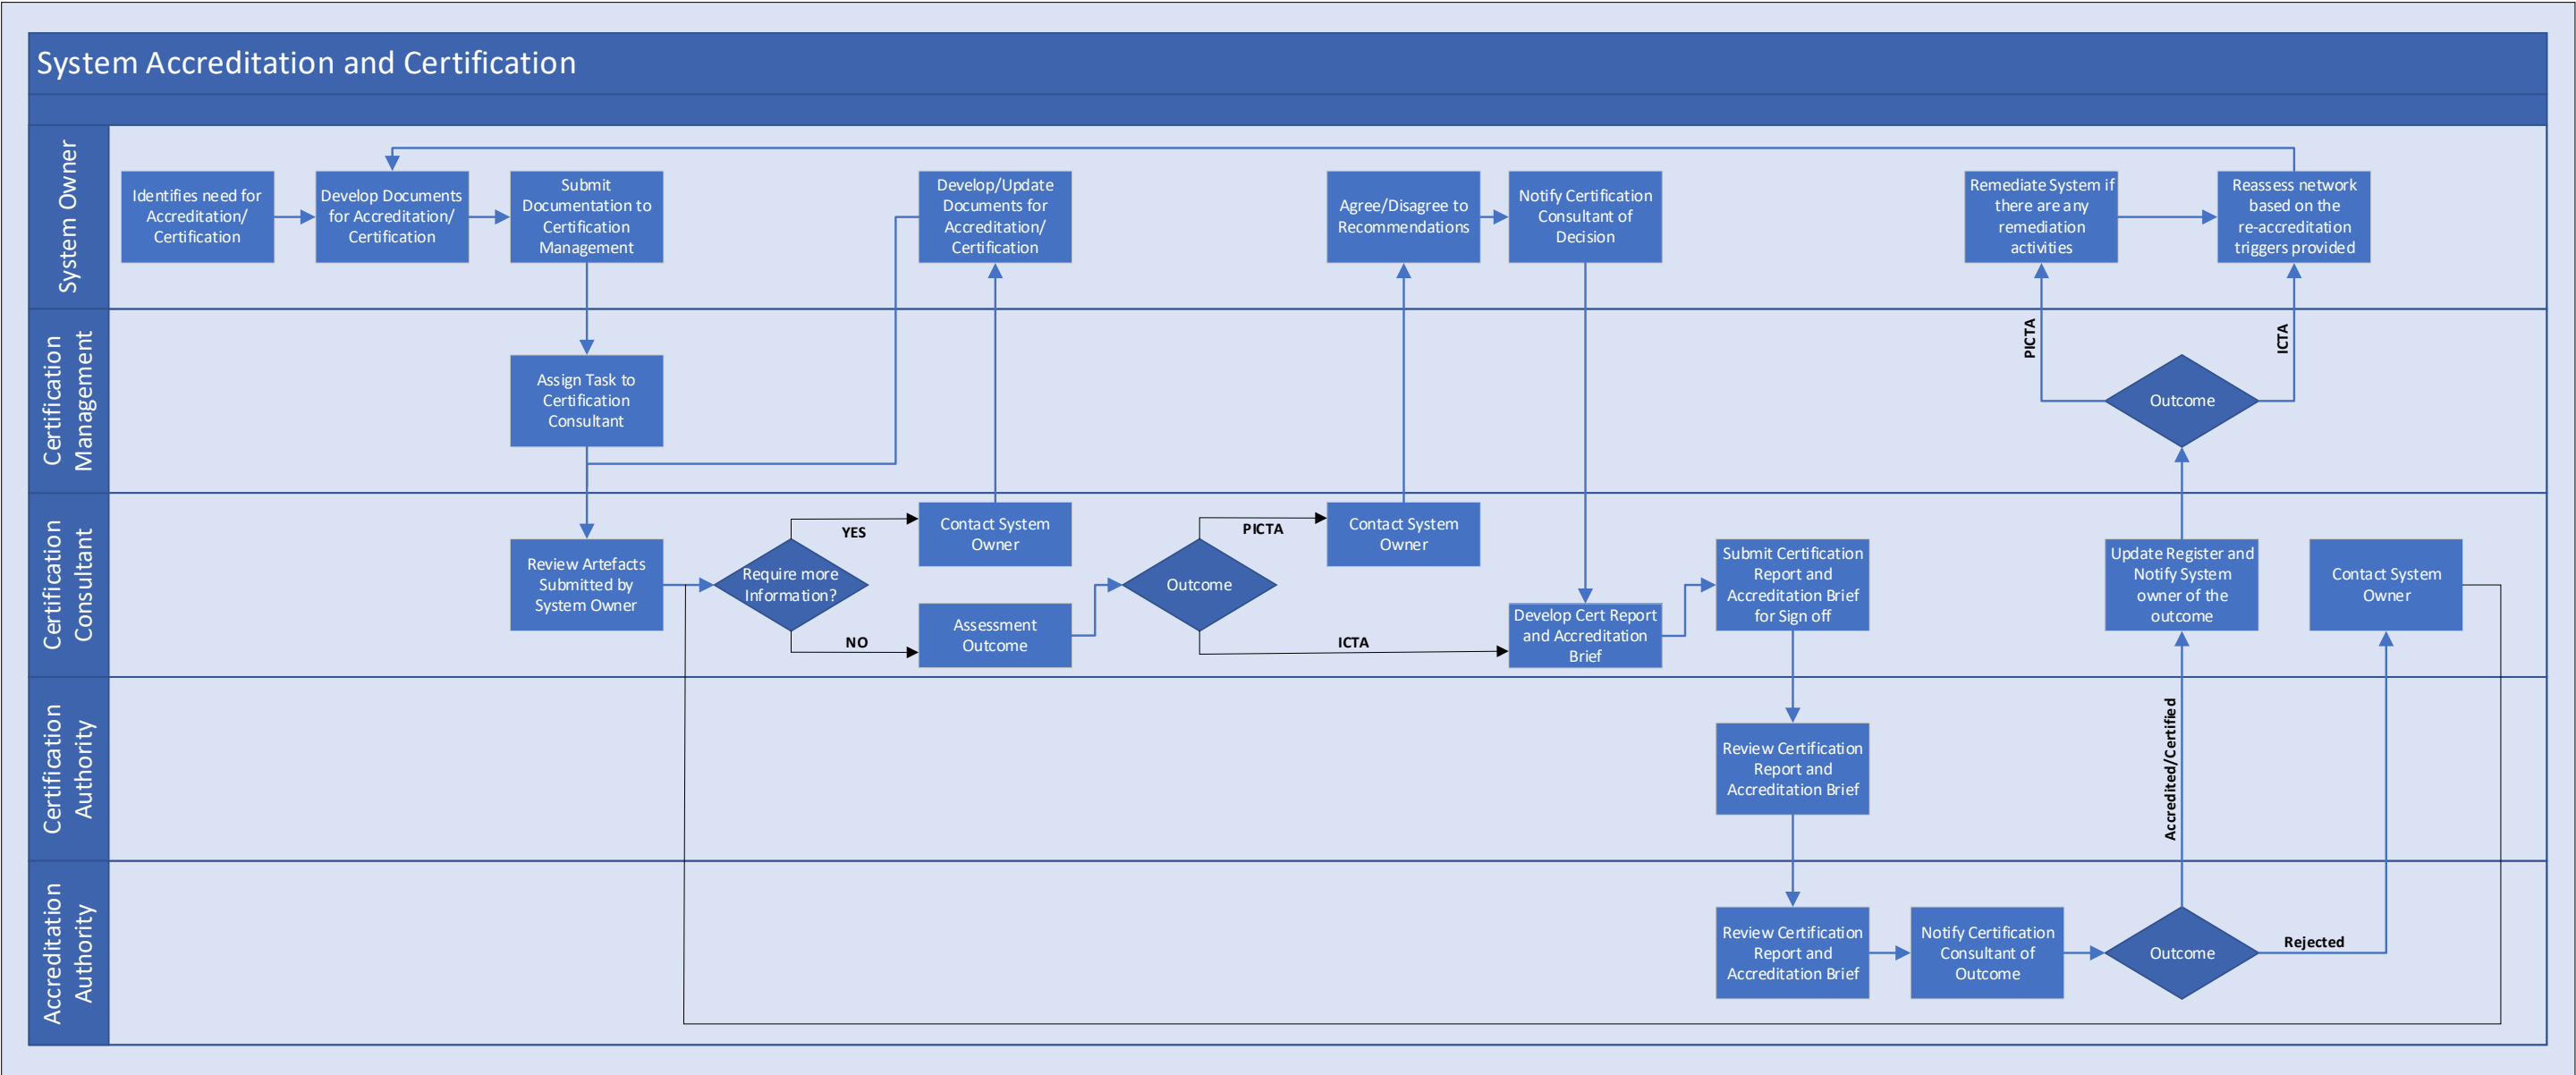 System Accreditation and Certification
System Owner
Identifies need for
Accreditation/
Certification
Develop Documents
for Accreditation/
Certification
Submit
Documentation to
Certification
Management
Develop/Update
Documents for
Accreditation/
Certification
Agree/Disagree to
Recommendations
Notify Certification
Consultant of
Decision
Remediate System if
there are any
remediation
activities
Reassess network
based on the
re-accreditation
triggers provided
Certification
Management
Assign Task to
Certification
Consultant
PICTA
Outcome
ICTA
Certification
Consultant
Review Artefacts
Submitted by
System Owner
Require more
Information?
YES
NO
Contact System
Owner
Assessment
Outcome
Outcome
PICTA
ICTA
Contact System
Owner
Develop Cert Report
and Accreditation
Brief
Submit Certification
Report and
Accreditation Brief
for Sign off
Update Register and
Notify System
owner of the
outcome
Contact System
Owner
Certification
Authority
Review Certification
Report and
Accreditation Brief
Accredited/Certified
Accreditation
Authority
Review Certification
Report and
Accreditation Brief
Notify Certification
Consultant of
Outcome
Outcome
Rejected